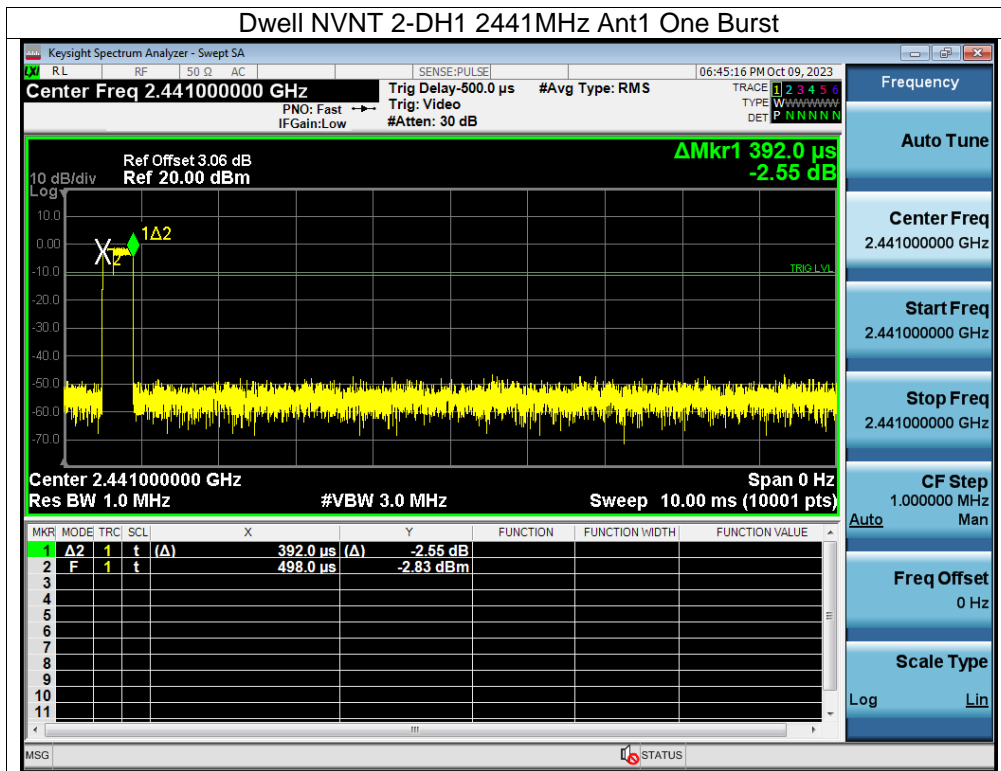 Dwell NVNT 2-DH1 2441MHz Ant1 One Burst
Keysight Spectrum Analyzer - Swept SA
LXI RL RF 50 Ω AC SENSE:PULSE 06:45:16 PM Oct 09, 2023
Center Freq 2.441000000 GHz Trig Delay-500.0 µs #Avg Type: RMS TRACE 1 2 3 4 5 6
PNO: Fast Trig: Video TYPE WWWWWW
IFGain:Low #Atten: 30 dB DET P N N N N N
Frequency
ΔMkr1 392.0 µs
-2.55 dB
Ref Offset 3.06 dB
10 dB/div Ref 20.00 dBm
Log
10.0
0.00
-10.0
-20.0
-30.0
-40.0
-50.0
-60.0
-70.0
1Δ2
2
TRIG LVL
Center 2.441000000 GHz Span 0 Hz
Res BW 1.0 MHz #VBW 3.0 MHz Sweep 10.00 ms (10001 pts)
MKR MODE TRC SCL X Y FUNCTION FUNCTION WIDTH FUNCTION VALUE
1 Δ2 1 t (Δ) 392.0 µs (Δ) -2.55 dB
2 F 1 t 498.0 µs -2.83 dBm
3
4
5
6
7
8
9
10
11
MSG STATUS
Auto Tune
Center Freq
2.441000000 GHz
Start Freq
2.441000000 GHz
Stop Freq
2.441000000 GHz
CF Step
1.000000 MHz
Auto Man
Freq Offset
0 Hz
Scale Type
Log Lin